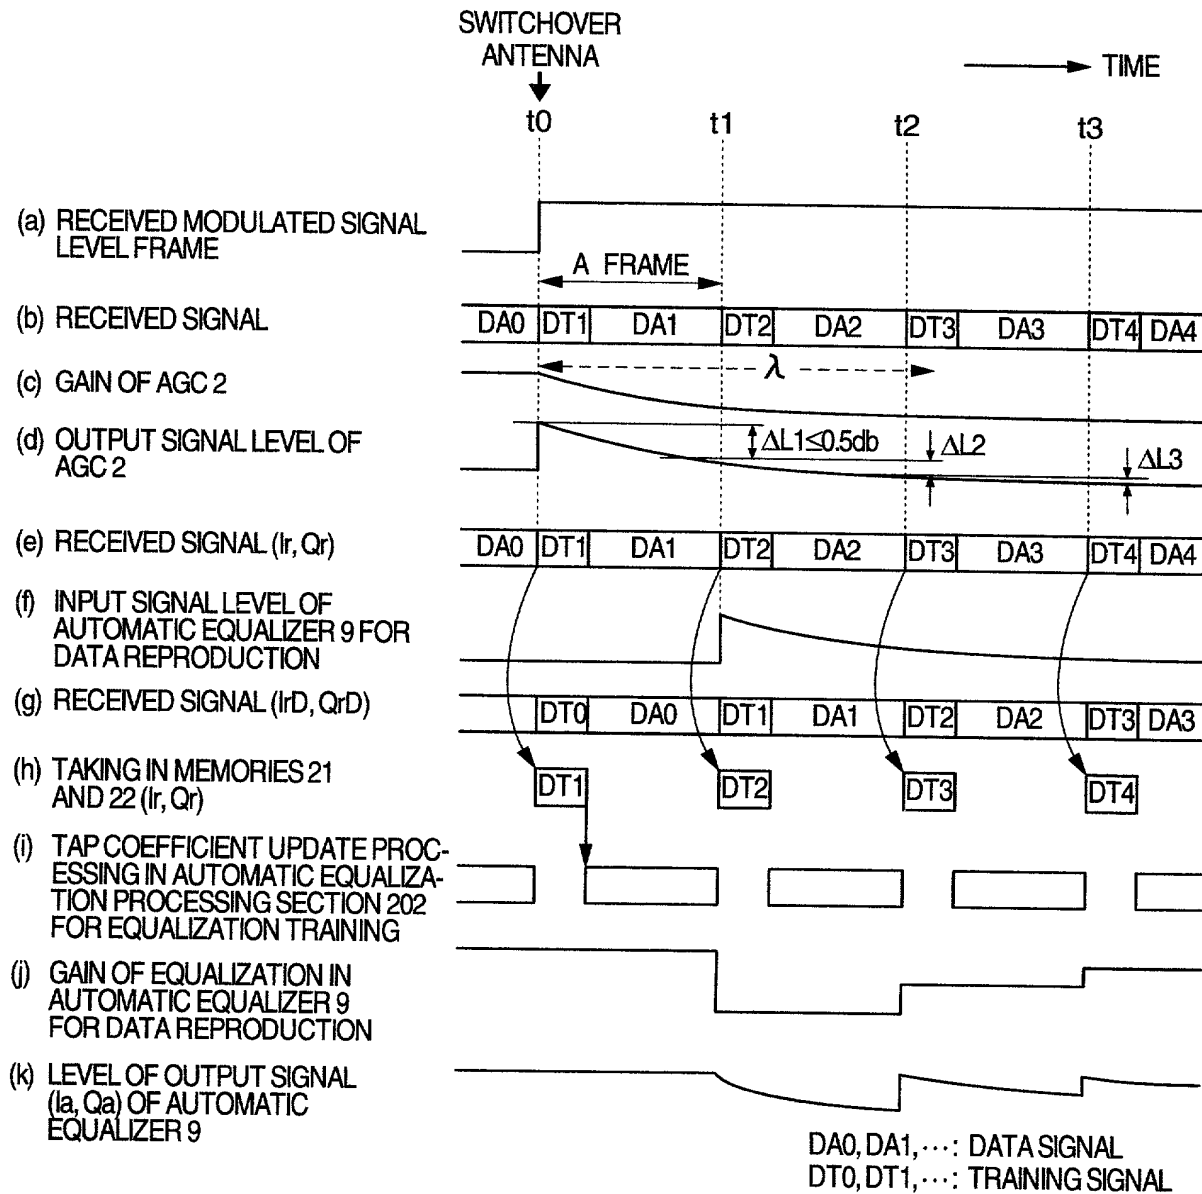 SWITCHOVER
ANTENNA
TIME
t0 t1 t2 t3
(a) RECEIVED MODULATED SIGNAL
LEVEL FRAME
A FRAME
(b) RECEIVED SIGNAL
DA0 DT1 DA1 DT2 DA2 DT3 DA3 DT4 DA4
λ
(c) GAIN OF AGC 2
(d) OUTPUT SIGNAL LEVEL OF
AGC 2
ΔL1≤0.5db ΔL2 ΔL3
(e) RECEIVED SIGNAL (Ir, Qr)
DA0 DT1 DA1 DT2 DA2 DT3 DA3 DT4 DA4
(f) INPUT SIGNAL LEVEL OF
AUTOMATIC EQUALIZER 9 FOR
DATA REPRODUCTION
(g) RECEIVED SIGNAL (IrD, QrD)
DT0 DA0 DT1 DA1 DT2 DA2 DT3 DA3
(h) TAKING IN MEMORIES 21
AND 22 (Ir, Qr)
DT1 DT2 DT3 DT4
(i) TAP COEFFICIENT UPDATE PROC-
ESSING IN AUTOMATIC EQUALIZA-
TION PROCESSING SECTION 202
FOR EQUALIZATION TRAINING
(j) GAIN OF EQUALIZATION IN
AUTOMATIC EQUALIZER 9
FOR DATA REPRODUCTION
(k) LEVEL OF OUTPUT SIGNAL
(Ia, Qa) OF AUTOMATIC
EQUALIZER 9
DA0, DA1, ···: DATA SIGNAL
DT0, DT1, ···: TRAINING SIGNAL